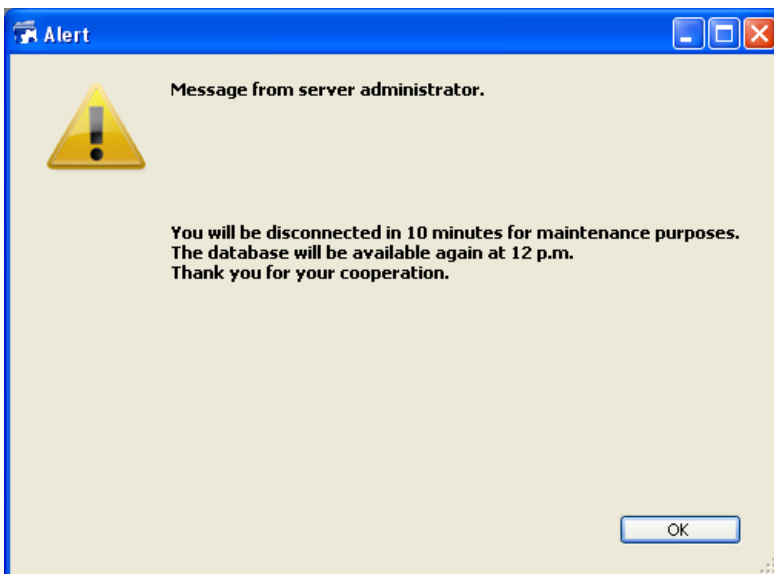 Alert
Message from server administrator.
You will be disconnected in 10 minutes for maintenance purposes.
The database will be available again at 12 p.m.
Thank you for your cooperation.
OK